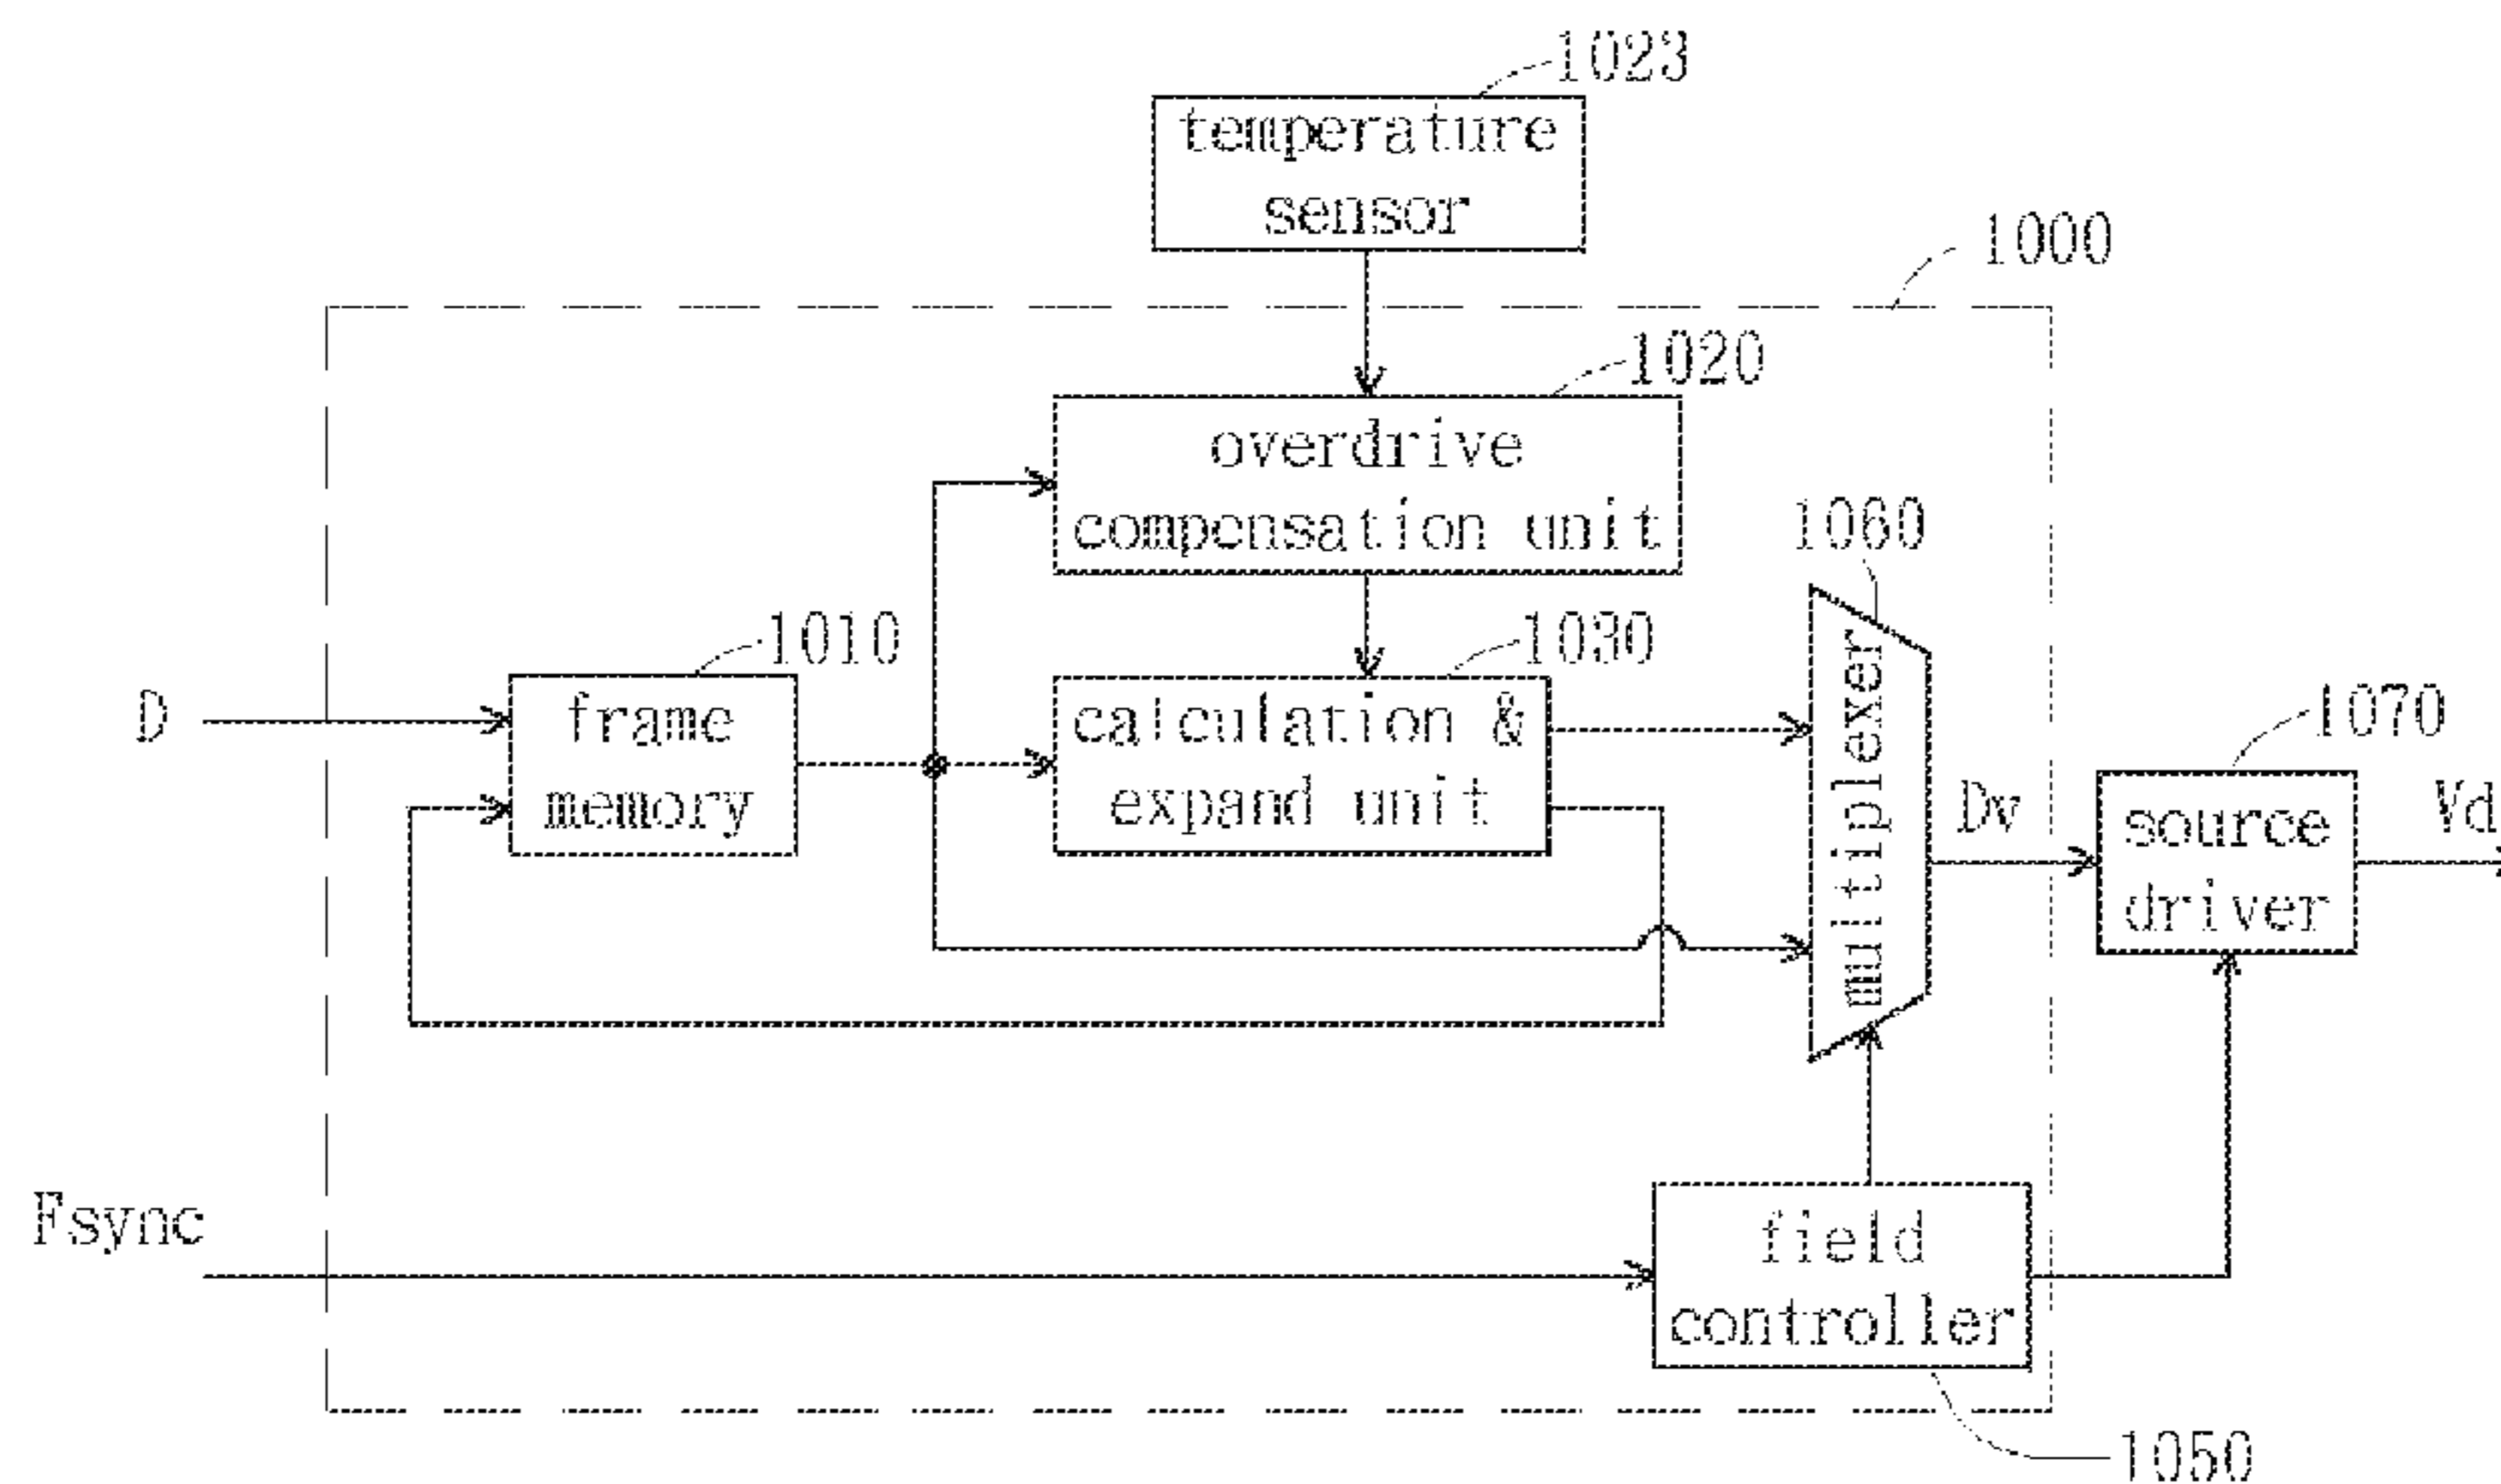 1023
temperature
sensor
1000
1020
overdrive
compensation unit
1060
1010
1030
D
frame
memory
calculation &
expand unit
multiplexer
1070
Dv
source
driver
Vd
Fsync
field
controller
1050